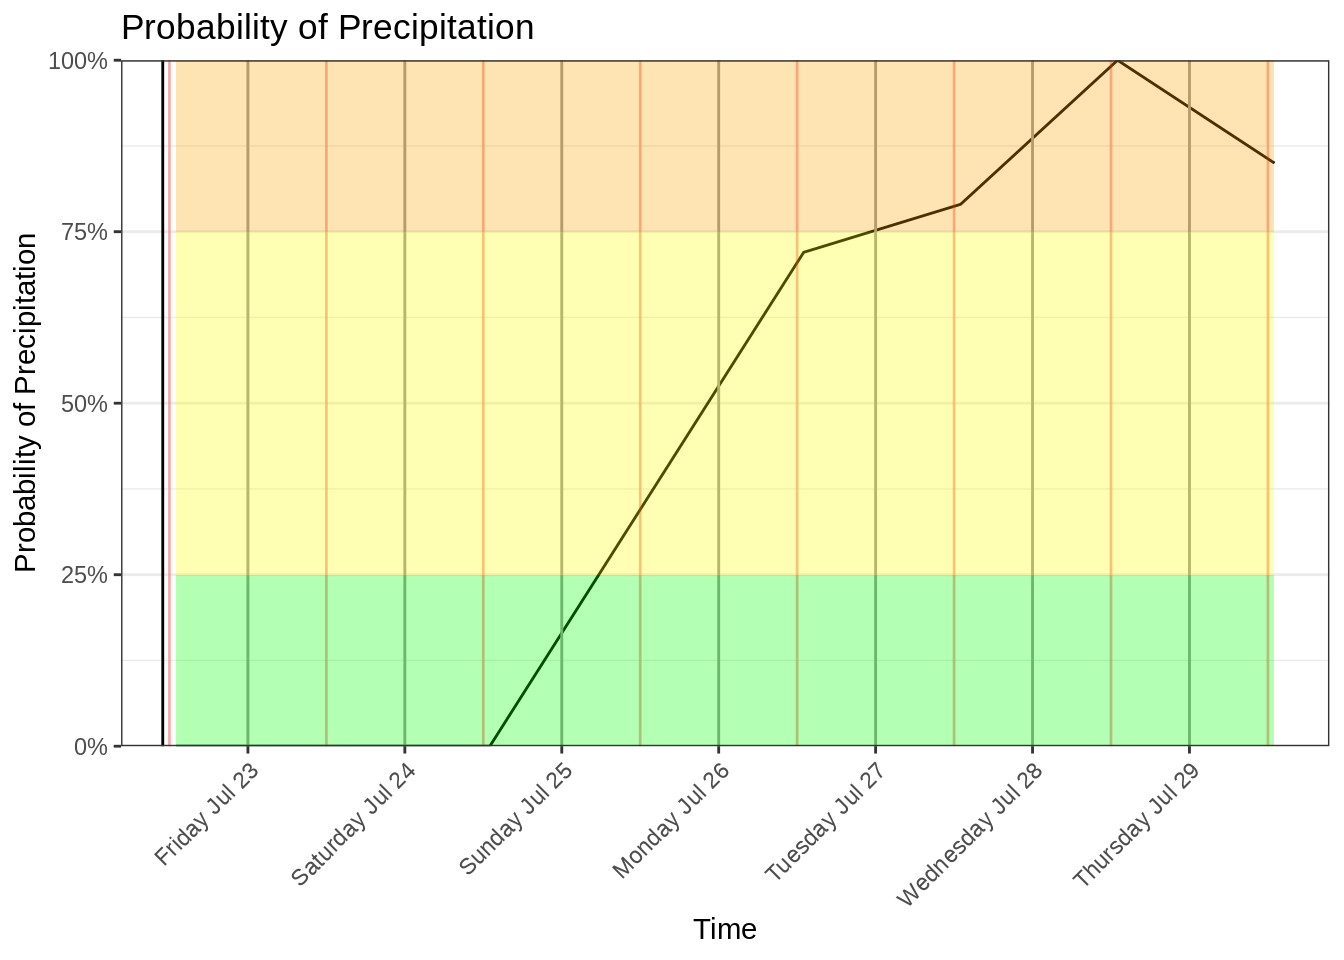 Probability of Precipitation
Probability of Precipitation
100%
75%
50%
25%
0%
Friday Jul 23
Saturday Jul 24
Sunday Jul 25
Monday Jul 26
Tuesday Jul 27
Wednesday Jul 28
Thursday Jul 29
Time